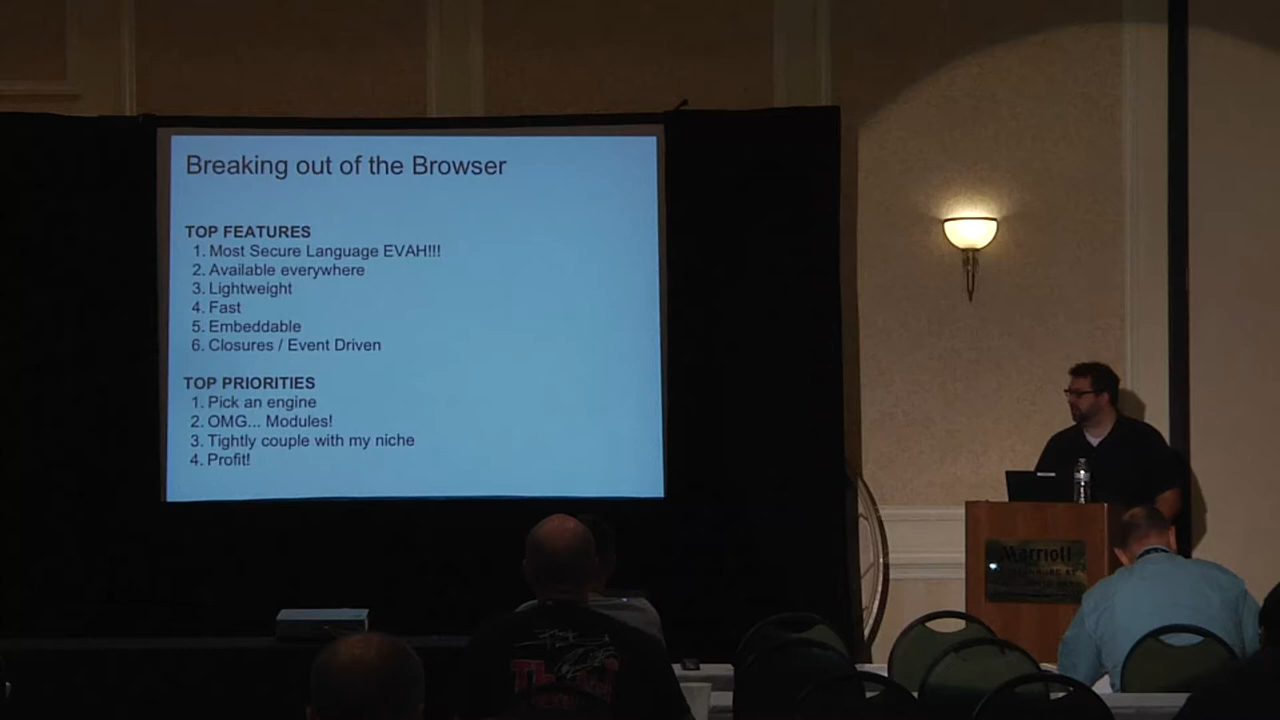 Breaking out of the Browser
TOP FEATURES
1. Most Secure Language EVAH!!!
2. Available everywhere
3. Lightweight
4. Fast
5. Embeddable
6. Closures / Event Driven
TOP PRIORITIES
1. Pick an engine
2. OMG... Modules!
3. Tightly couple with my niche
4. Profit!
Marriott